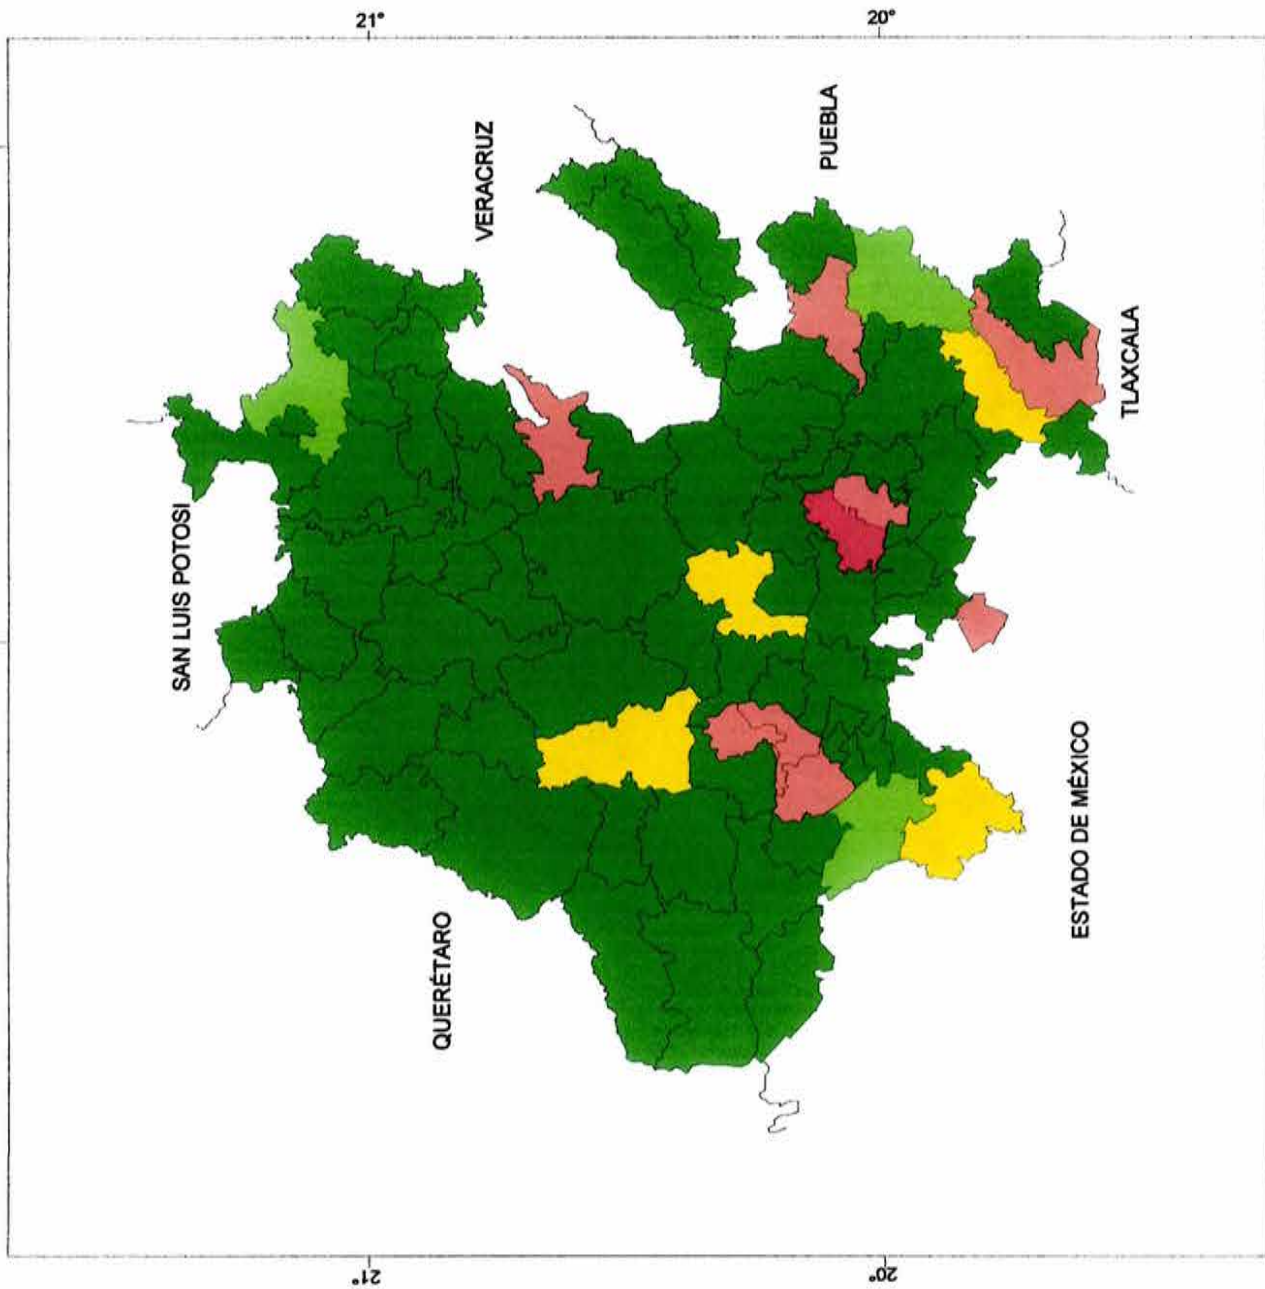 21°
20°
VERACRUZ
PUEBLA
SAN LUIS POTOSI
TLAXCALA
QUERÉTARO
ESTADO DE MÉXICO
21°
20°